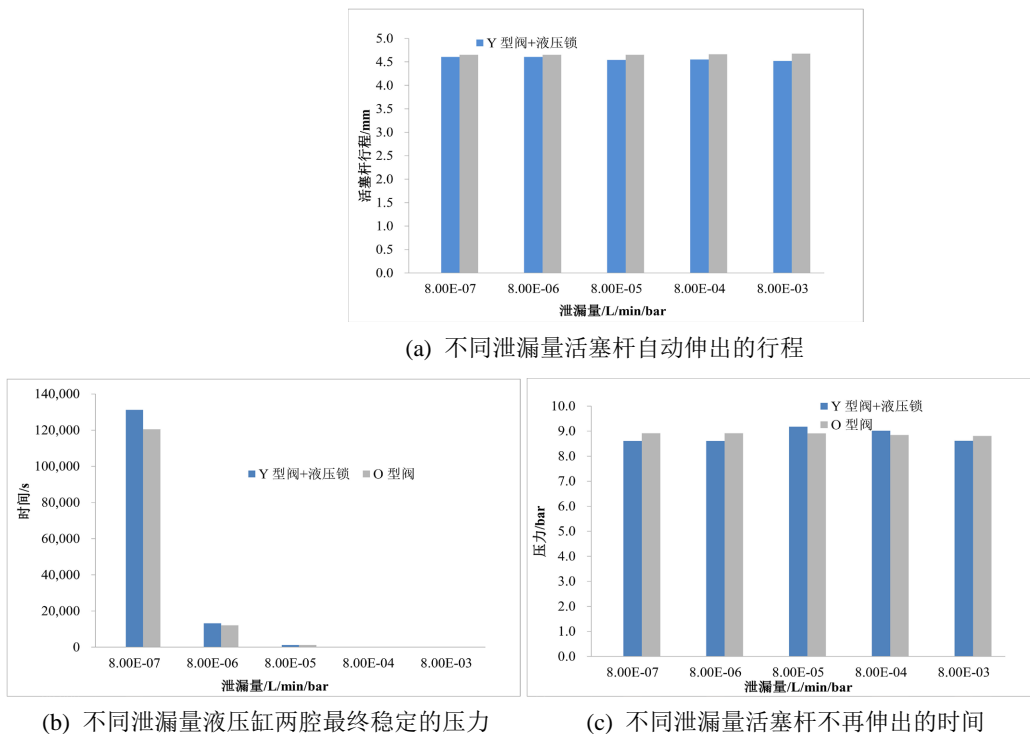 5.0
4.5
4.0
3.5
3.0
2.5
2.0
1.5
1.0
0.5
0.0
活塞杆行程/mm
Y 型阀+液压锁
8.00E-07 8.00E-06 8.00E-05 8.00E-04 8.00E-03
泄漏量/L/min/bar
(a) 不同泄漏量活塞杆自动伸出的行程
140,000
120,000
100,000
80,000
60,000
40,000
20,000
0
时间/s
Y 型阀+液压锁 O 型阀
8.00E-07 8.00E-06 8.00E-05 8.00E-04 8.00E-03
泄漏量/L/min/bar
(b) 不同泄漏量液压缸两腔最终稳定的压力
10.0
9.0
8.0
7.0
6.0
5.0
4.0
3.0
2.0
1.0
0.0
压力/bar
Y 型阀+液压锁
O 型阀
8.00E-07 8.00E-06 8.00E-05 8.00E-04 8.00E-03
泄漏量/L/min/bar
(c) 不同泄漏量活塞杆不再伸出的时间